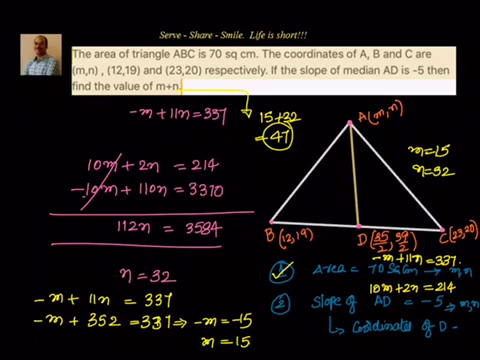 Serve - Share - Smile. Life is short!!!
The area of triangle ABC is 70 sq cm. The coordinates of A, B and C are
(m,n) , (12,19) and (23,20) respectively. If the slope of median AD is -5 then
find the value of m+n.
-m + 11n = 337
15+32
= 47
A(m,n)
m=15
n=32
10m + 2n = 214
-10m + 110n = 3370
112n = 3584
n = 32
-m + 11n = 337
-m + 352 = 337 ⇒ -m = -15
m = 15
B(12,19)
D(35/2, 39/2)
C(23,20)
-m + 11n = 337.
① Area = 70 Sq cm → m,n
10m + 2n = 214
② Slope of AD = -5 → m,n
↳ Coordinates of D -